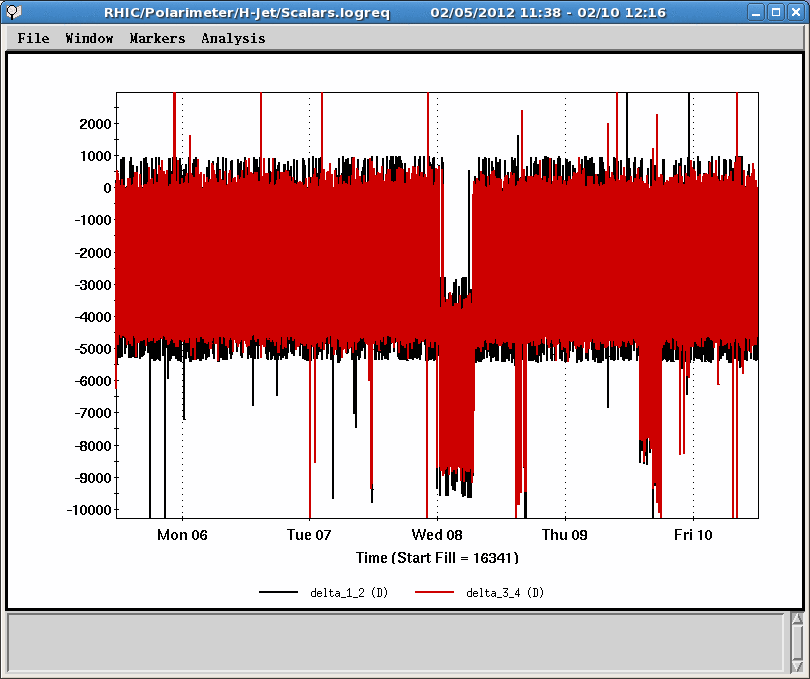 RHIC/Polarimeter/H-Jet/Scalars.logreq 02/05/2012 11:38 - 02/10 12:16
File Window Markers Analysis
2000
1000
0
-1000
-2000
-3000
-4000
-5000
-6000
-7000
-8000
-9000
-10000
Mon 06 Tue 07 Wed 08 Thu 09 Fri 10
Time (Start Fill = 16341)
delta_1_2 (D) delta_3_4 (D)